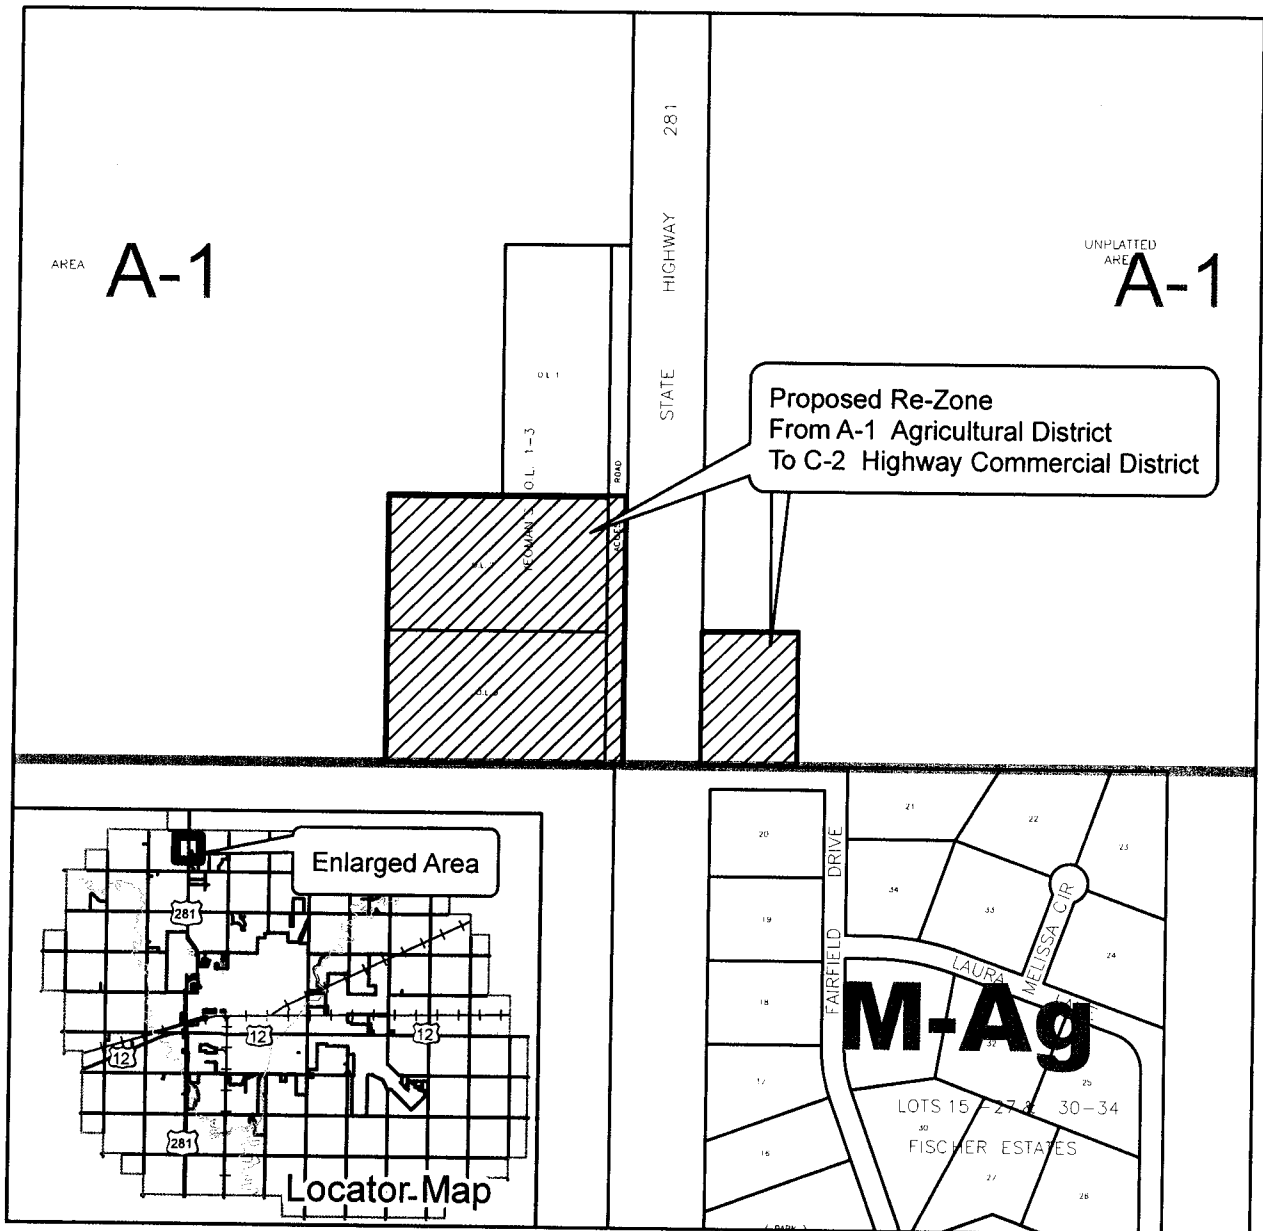 STATE HIGHWAY 281
AREA
A-1
UNPLATTED
AREA
A-1
O.L. 1
YEOMAN'S O.L. 1-3
ROAD
Proposed Re-Zone
From A-1 Agricultural District
To C-2 Highway Commercial District
Enlarged Area
281
12
12
12
281
Locator Map
20
19
18
17
16
FAIRFIELD DRIVE
21
22
23
34
33
24
MELISSA CIR
LAURA
M-Ag
32
25
LOTS 15-27 & 30-34
30
FISCHER ESTATES
27
26
(PARK)